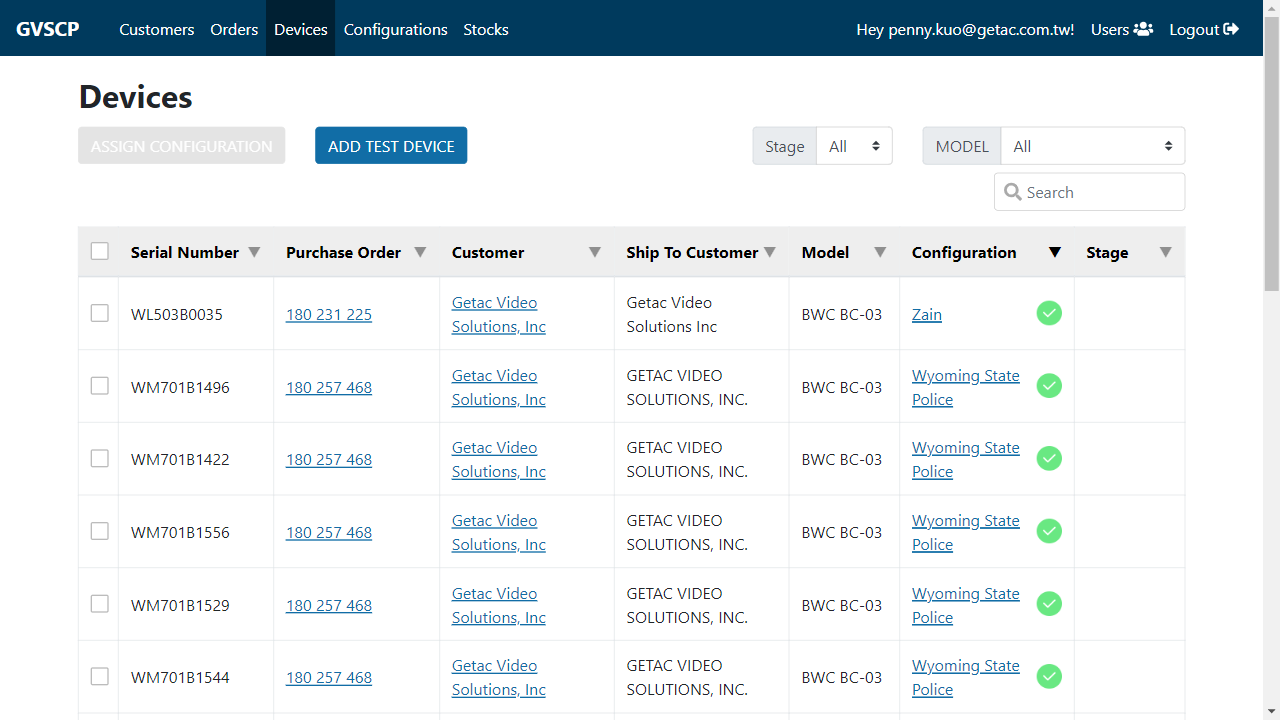 GVSCP Customers Orders Devices Configurations Stocks Hey penny.kuo@getac.com.tw! Users Logout
Devices
ASSIGN CONFIGURATION ADD TEST DEVICE Stage All MODEL All
Search
Serial Number Purchase Order Customer Ship To Customer Model Configuration Stage
WL503B0035 180 231 225 Getac Video Solutions, Inc Getac Video Solutions Inc BWC BC-03 Zain
WM701B1496 180 257 468 Getac Video Solutions, Inc GETAC VIDEO SOLUTIONS, INC. BWC BC-03 Wyoming State Police
WM701B1422 180 257 468 Getac Video Solutions, Inc GETAC VIDEO SOLUTIONS, INC. BWC BC-03 Wyoming State Police
WM701B1556 180 257 468 Getac Video Solutions, Inc GETAC VIDEO SOLUTIONS, INC. BWC BC-03 Wyoming State Police
WM701B1529 180 257 468 Getac Video Solutions, Inc GETAC VIDEO SOLUTIONS, INC. BWC BC-03 Wyoming State Police
WM701B1544 180 257 468 Getac Video Solutions, Inc GETAC VIDEO SOLUTIONS, INC. BWC BC-03 Wyoming State Police